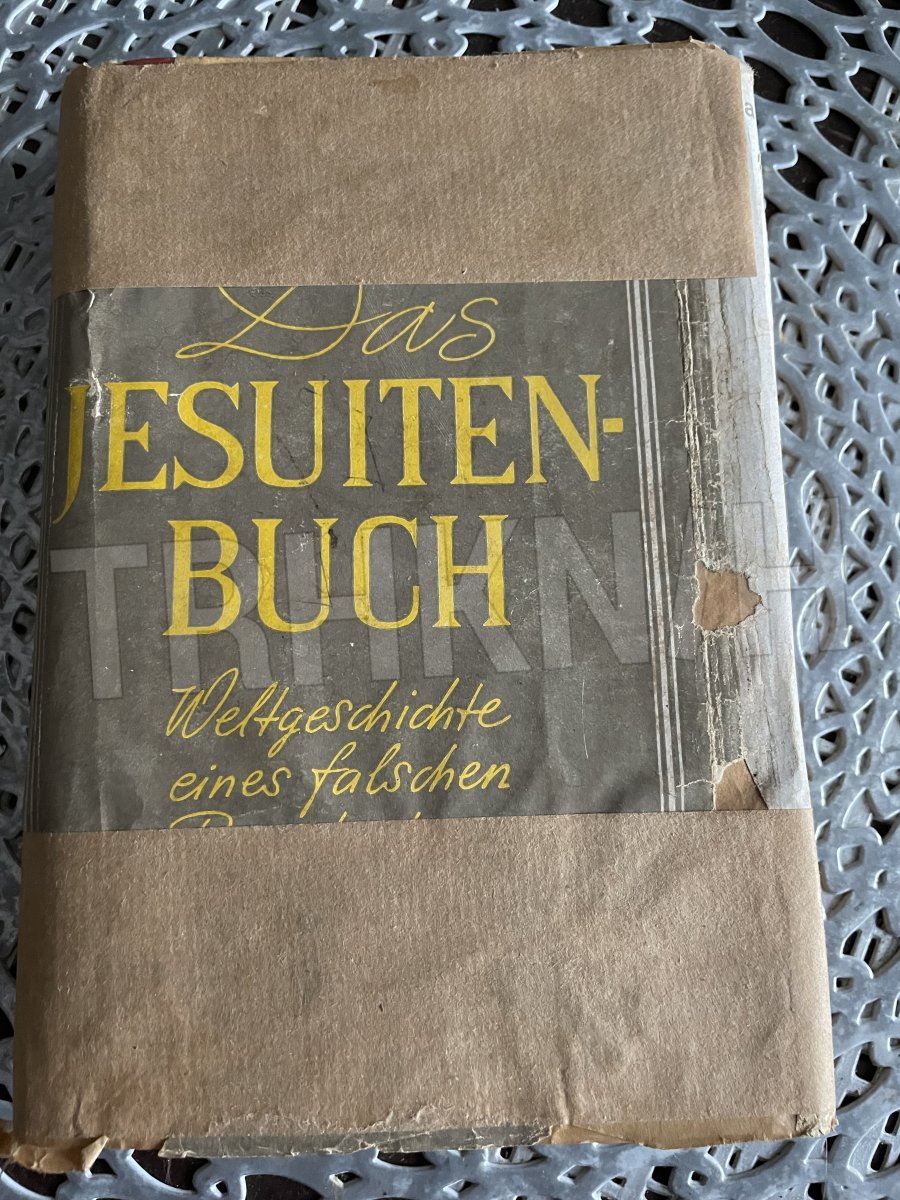 Das
JESUITEN-
BUCH
Weltgeschichte
eines falschen